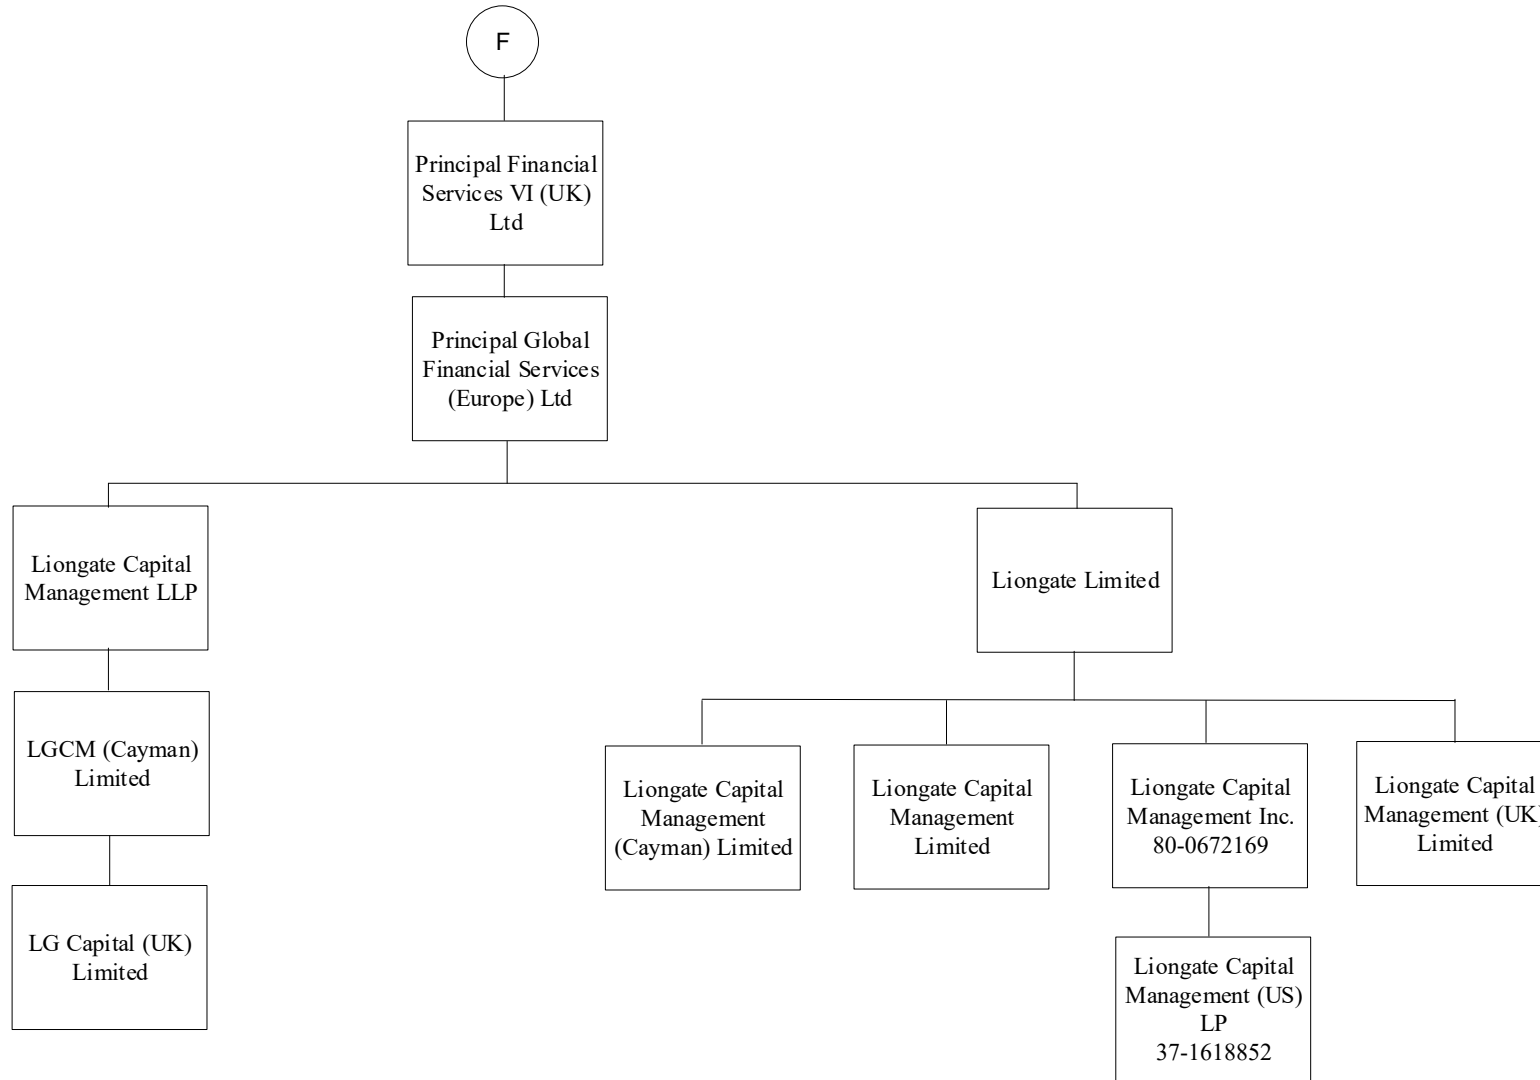 F
Principal Financial
Services VI (UK)
Ltd
Principal Global
Financial Services
(Europe) Ltd
Liongate Capital
Management LLP
Liongate Limited
LGCM (Cayman)
Limited
Liongate Capital
Management
(Cayman) Limited
Liongate Capital
Management
Limited
Liongate Capital
Management Inc.
80-0672169
Liongate Capital
Management (UK)
Limited
LG Capital (UK)
Limited
Liongate Capital
Management (US)
LP
37-1618852